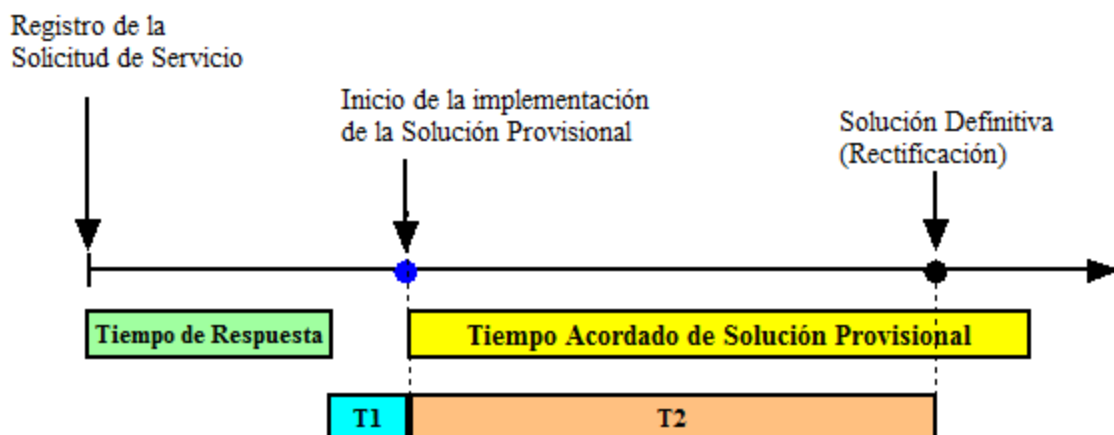 Registro de la
Solicitud de Servicio
Inicio de la implementación
de la Solución Provisional
Solución Definitiva
(Rectificación)
Tiempo de Respuesta
Tiempo Acordado de Solución Provisional
T1
T2